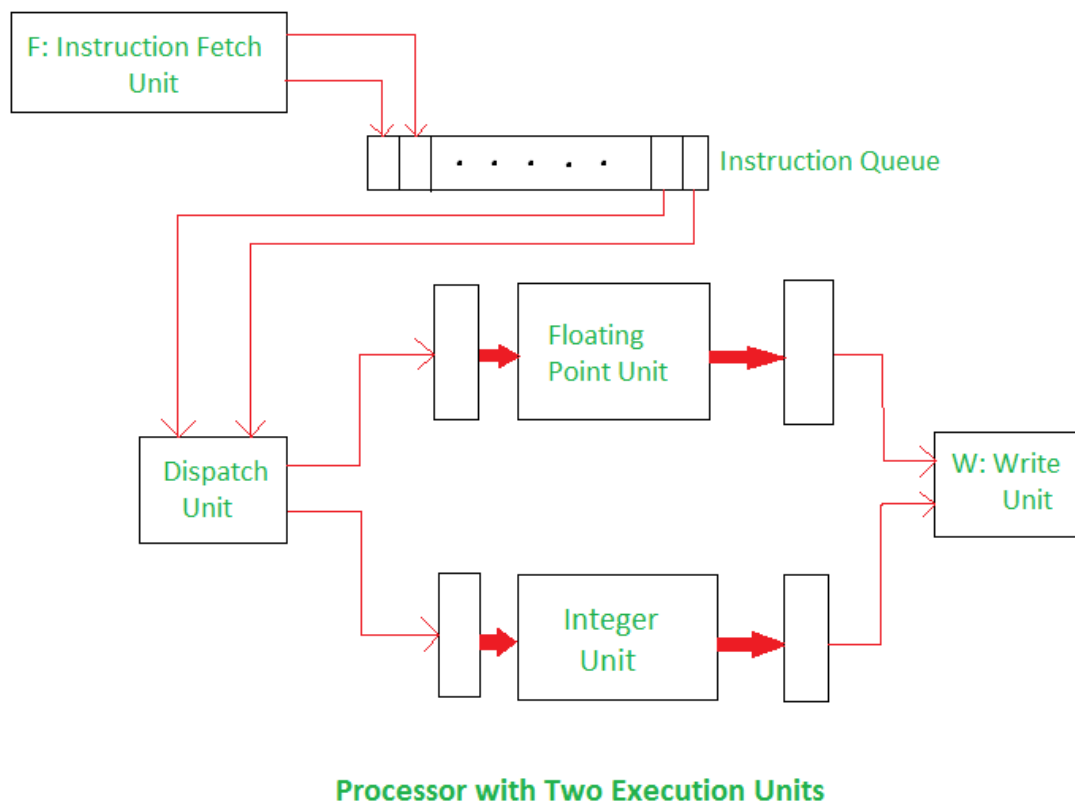 F: Instruction Fetch
Unit
Instruction Queue
Floating
Point Unit
Dispatch
Unit
W: Write
Unit
Integer
Unit
Processor with Two Execution Units